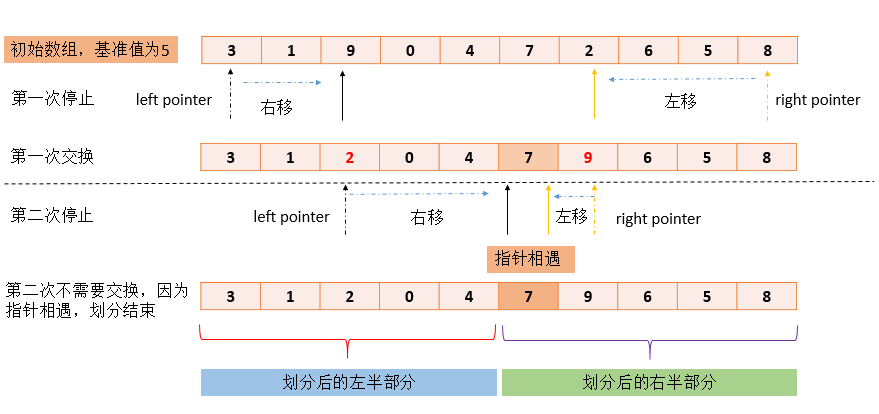 初始数组，基准值为5 3 1 9 0 4 7 2 6 5 8
第一次停止 left pointer 右移 左移 right pointer
第一次交换 3 1 2 0 4 7 9 6 5 8
第二次停止 left pointer 右移 左移 right pointer
指针相遇
第二次不需要交换，因为
指针相遇，划分结束
3 1 2 0 4 7 9 6 5 8
划分后的左半部分 划分后的右半部分